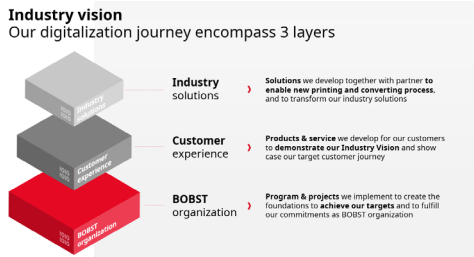 Industry vision
Our digitalization journey encompass 3 layers
Industry
solutions
Industry
solutions
Solutions we develop together with partner to
enable new printing and converting process,
and to transform our industry solutions
Customer
experience
Customer
experience
Products & service we develop for our customers
to demonstrate our Industry Vision and show
case our target customer journey
BOBST
organization
BOBST
organization
Program & projects we implement to create the
foundations to achieve our targets and to fulfill
our commitments as BOBST organization